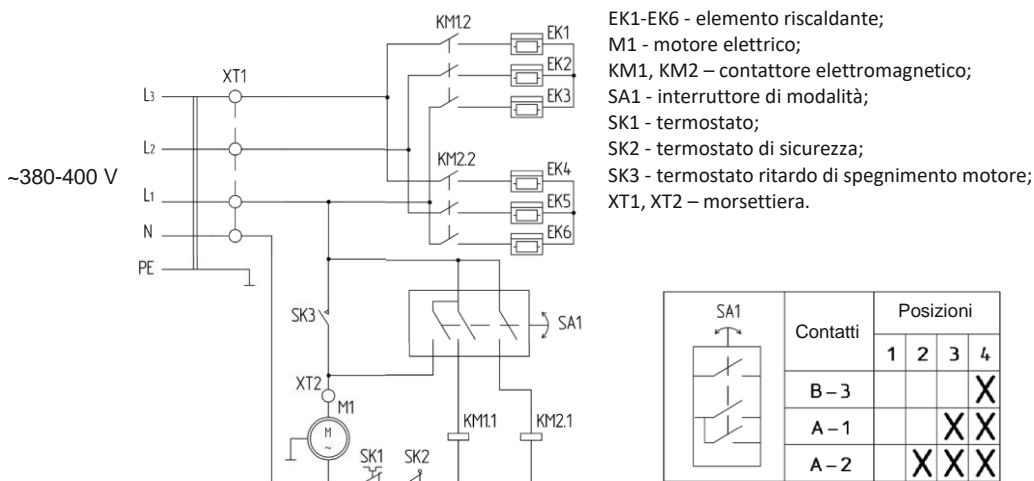 KM1.2
EK1
EK2
EK3
XT1
L3
L2
~380-400 V
L1
N
PE
KM2.2
EK4
EK5
EK6
SK3
SA1
XT2
M1
M
~
SK1
SK2
KM1.1
KM2.1
EK1-EK6 - elemento riscaldante;
M1 - motore elettrico;
KM1, KM2 – contattore elettromagnetico;
SA1 - interruttore di modalità;
SK1 - termostato;
SK2 - termostato di sicurezza;
SK3 - termostato ritardo di spegnimento motore;
XT1, XT2 – morsettiera.
SA1
Contatti
Posizioni
1 2 3 4
B – 3 X
A – 1 X X
A – 2 X X X